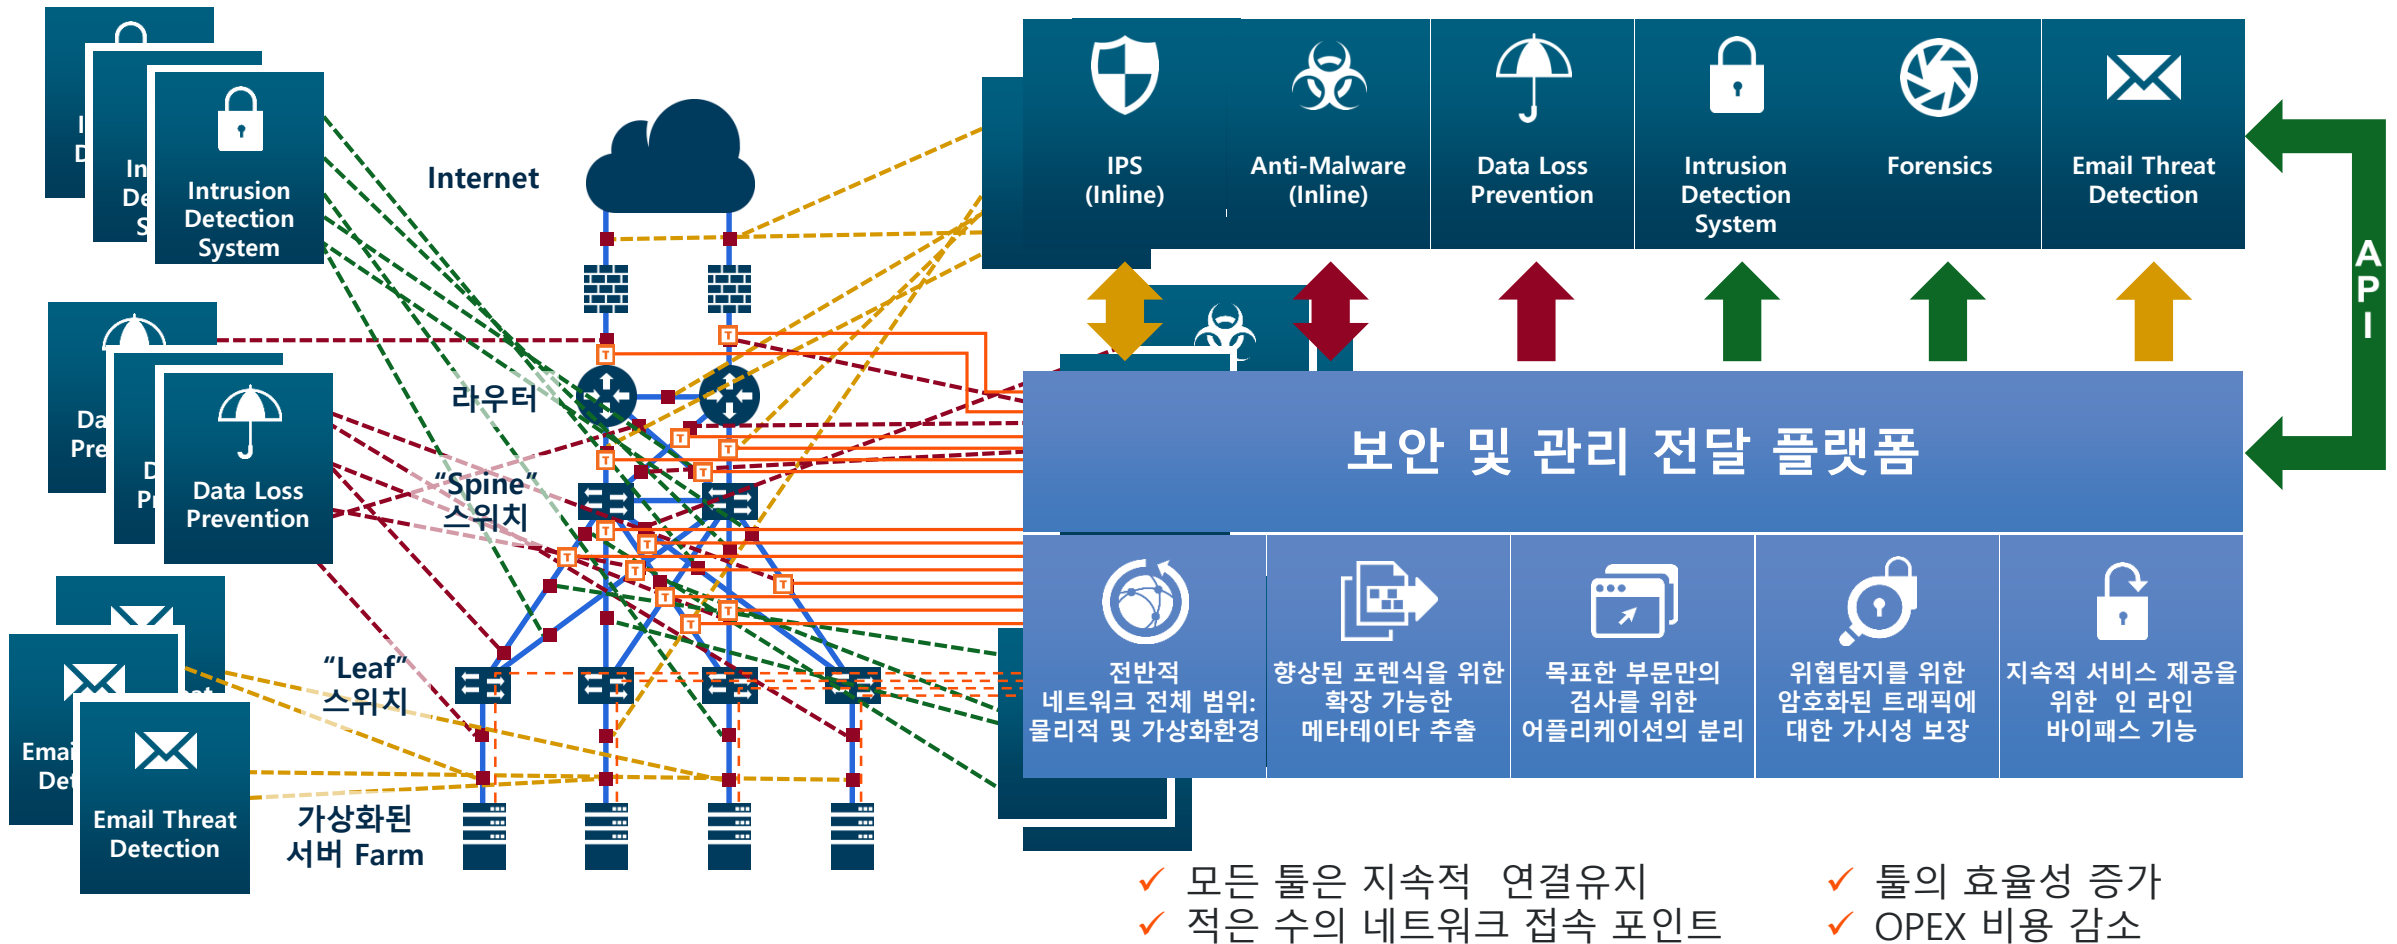 Intrusion
Detection
System
Data Loss
Prevention
Email Threat
Detection
Internet
라우터
“Spine”
스위치
“Leaf”
스위치
가상화된
서버 Farm
IPS
(Inline)
Anti-Malware
(Inline)
Data Loss
Prevention
Intrusion
Detection
System
Forensics
Email Threat
Detection
API
보안 및 관리 전달 플랫폼
전반적
네트워크 전체 범위:
물리적 및 가상화환경
향상된 포렌식을 위한
확장 가능한
메타테이타 추출
목표한 부문만의
검사를 위한
어플리케이션의 분리
위협탐지를 위한
암호화된 트래픽에
대한 가시성 보장
지속적 서비스 제공을
위한 인 라인
바이패스 기능
✓ 모든 툴은 지속적 연결유지
✓ 적은 수의 네트워크 접속 포인트
✓ 툴의 효율성 증가
✓ OPEX 비용 감소